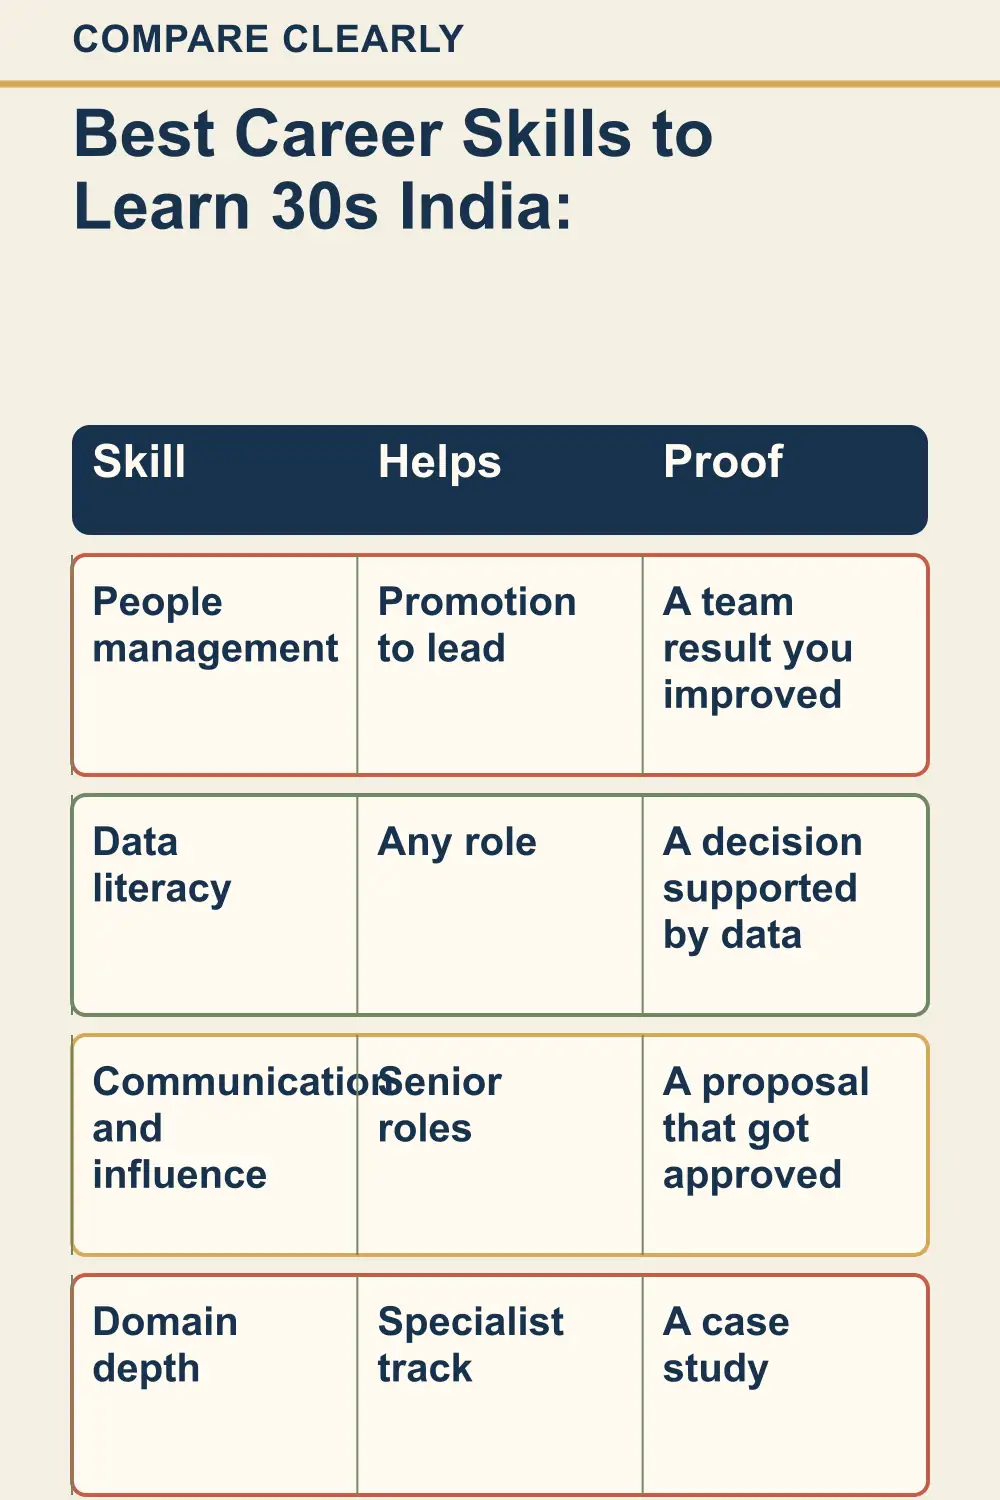 COMPARE CLEARLY
Best Career Skills to
Learn 30s India:
Skill
Helps
Proof
People
management
Promotion
to lead
A team
result you
improved
Data
literacy
Any role
A decision
supported
by data
Communication
and
influence
Senior
roles
A proposal
that got
approved
Domain
depth
Specialist
track
A case
study